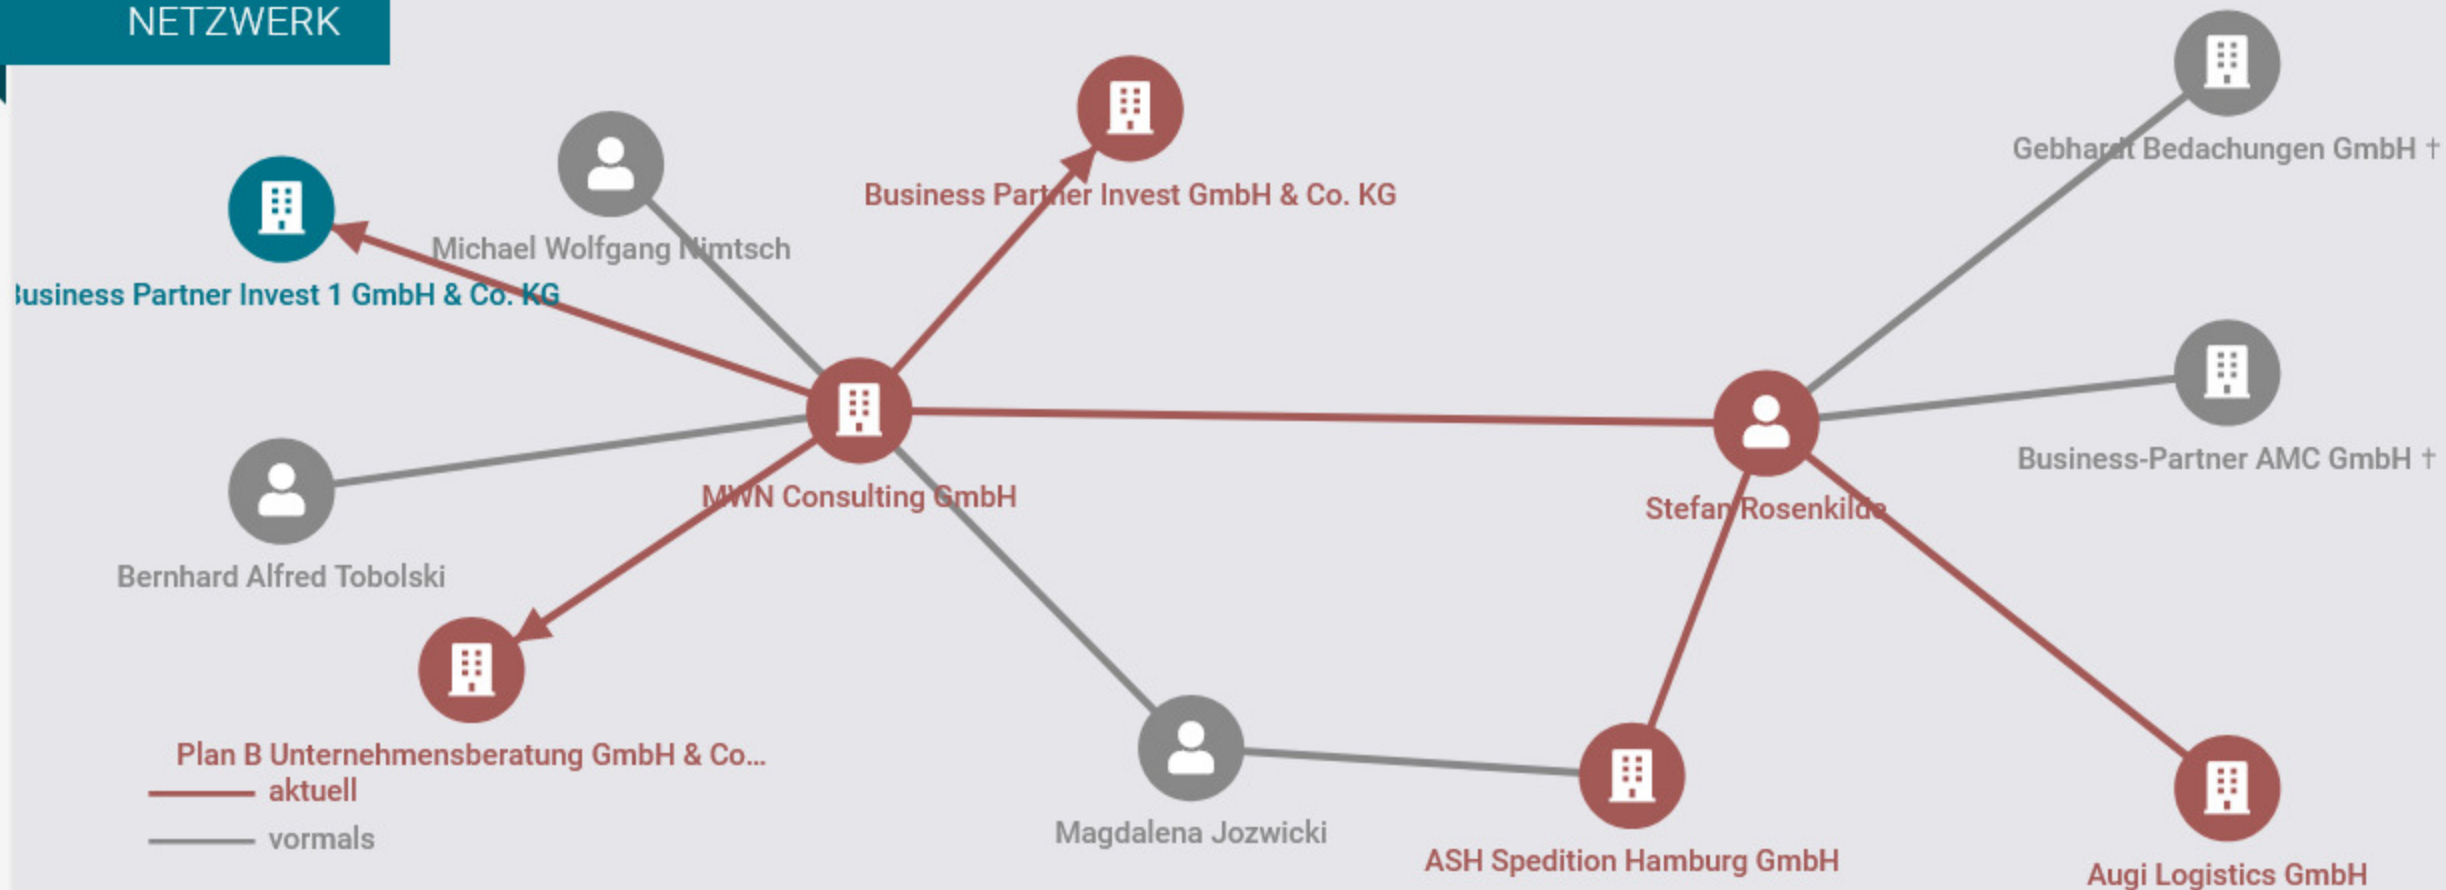 NETZWERK
Gebhardt Bedachungen GmbH †
Business Partner Invest GmbH & Co. KG
Michael Wolfgang Nimtsch
Business Partner Invest 1 GmbH & Co. KG
Business-Partner AMC GmbH †
MWN Consulting GmbH
Stefan Rosenkilde
Bernhard Alfred Tobolski
Plan B Unternehmensberatung GmbH & Co...
aktuell
vormals
Magdalena Jozwicki
ASH Spedition Hamburg GmbH
Augi Logistics GmbH